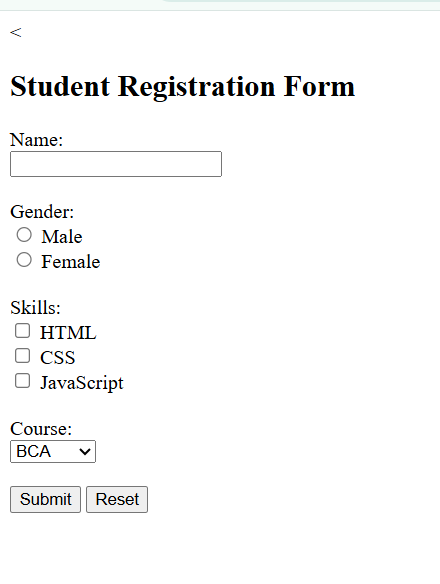 <
Student Registration Form
Name:
Gender:
Male
Female
Skills:
HTML
CSS
JavaScript
Course:
BCA
Submit Reset